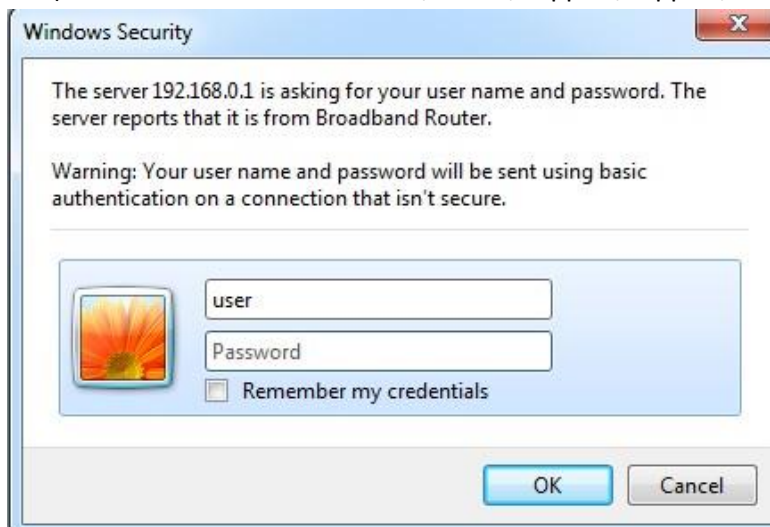 Windows Security
The server 192.168.0.1 is asking for your user name and password. The
server reports that it is from Broadband Router.
Warning: Your user name and password will be sent using basic
authentication on a connection that isn't secure.
user
Password
Remember my credentials
OK
Cancel